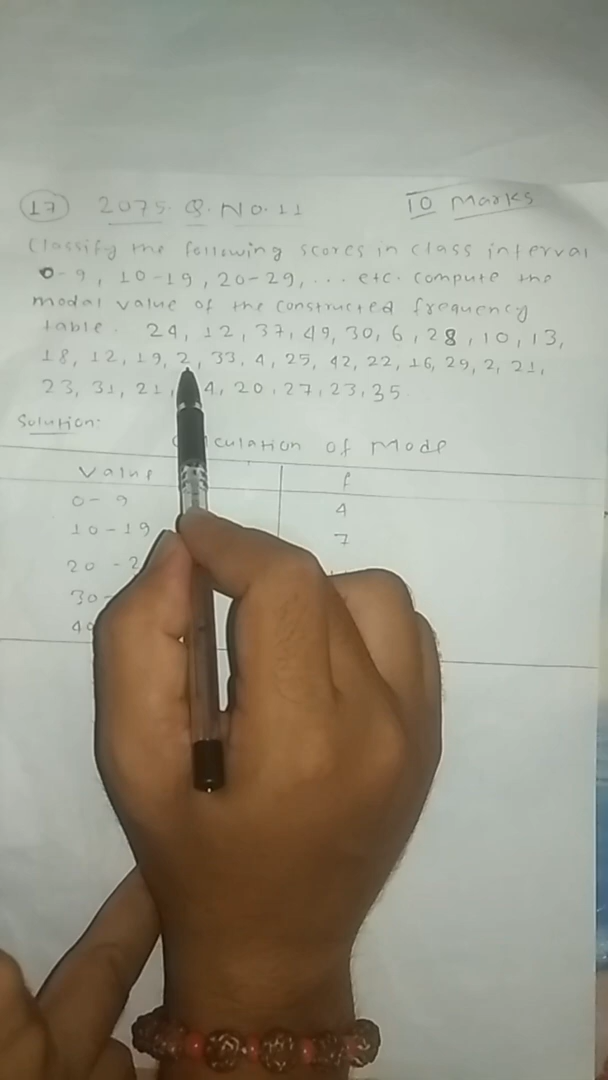 17 2075. Q. NO. 11 10 Marks
Classify the following scores in class interval
0-9, 10-19, 20-29, ... etc. compute the
modal value of the constructed frequency
table. 24, 12, 37, 49, 30, 6, 28, 10, 13,
18, 12, 19, 2, 33, 4, 25, 42, 22, 16, 29, 2, 21,
23, 31, 21, 4, 20, 27, 23, 35
Solution:
of Mode
Value f
0-9 4
10-19 7
20 - 2
30-